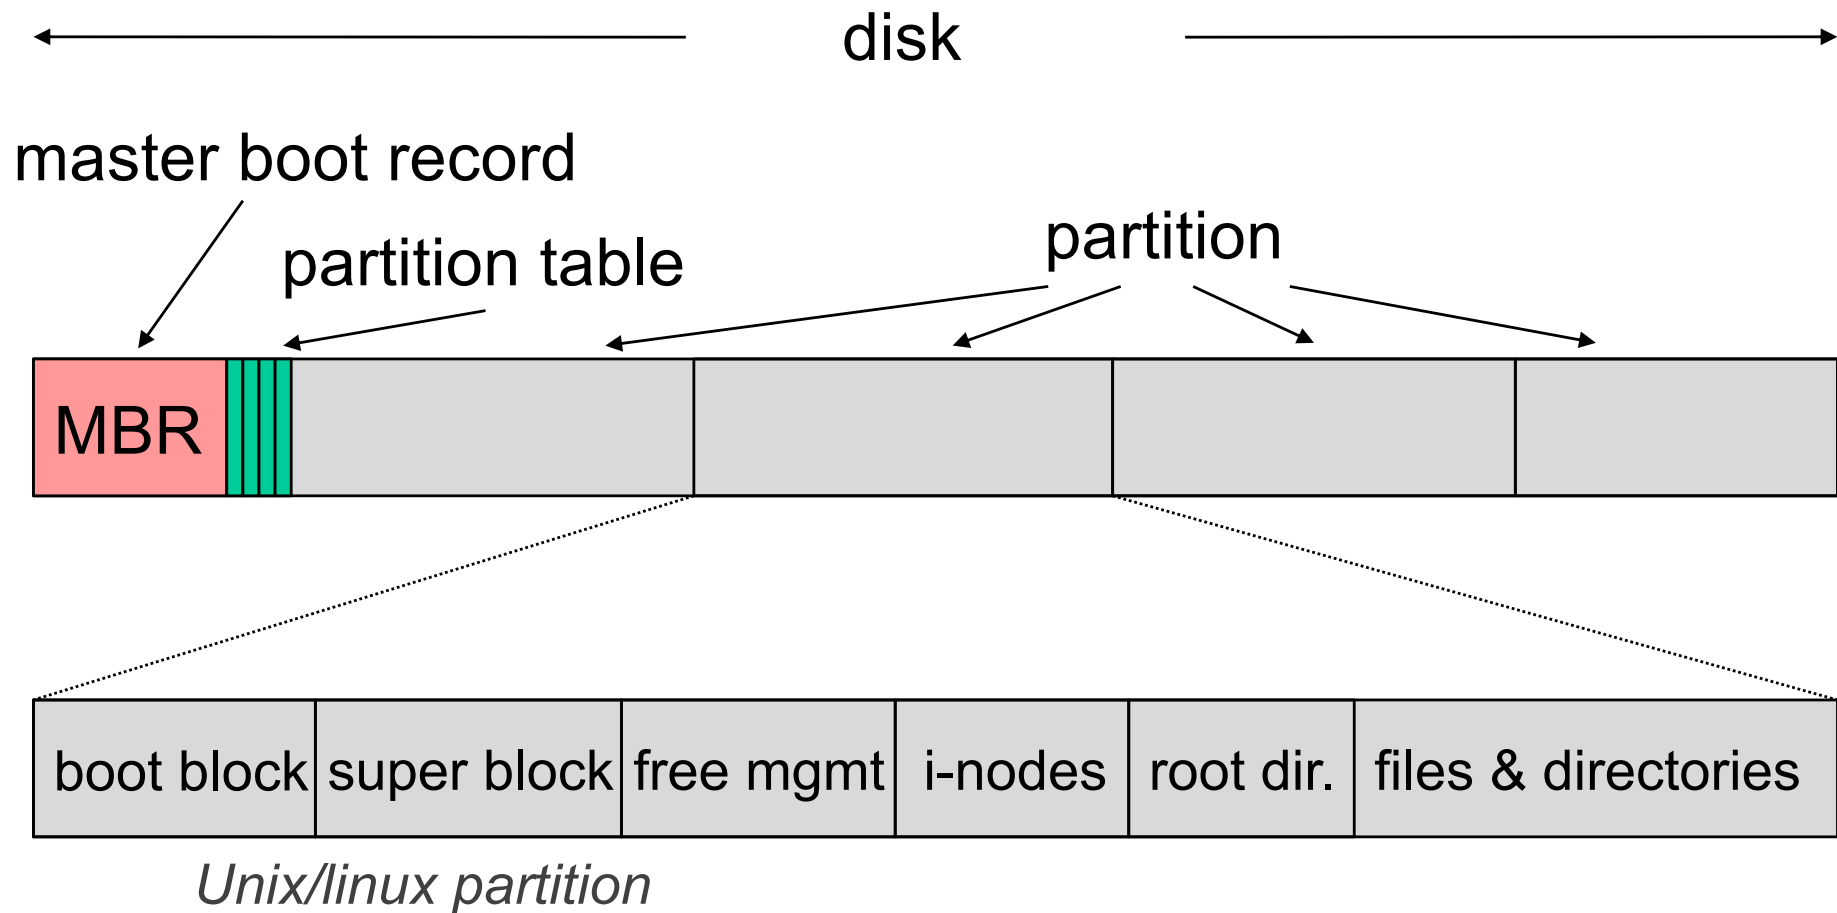 disk
master boot record
partition table
partition
MBR
boot block
super block
free mgmt
i-nodes
root dir.
files & directories
Unix/linux partition